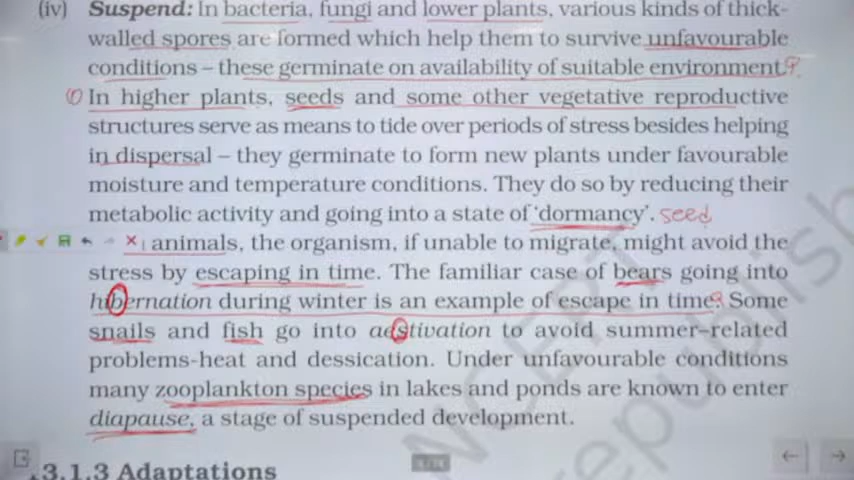 (iv) Suspend: In bacteria, fungi and lower plants, various kinds of thick-
walled spores are formed which help them to survive unfavourable
conditions – these germinate on availability of suitable environment.
In higher plants, seeds and some other vegetative reproductive
structures serve as means to tide over periods of stress besides helping
in dispersal – they germinate to form new plants under favourable
moisture and temperature conditions. They do so by reducing their
metabolic activity and going into a state of 'dormancy'. seed
animals, the organism, if unable to migrate, might avoid the
stress by escaping in time. The familiar case of bears going into
hibernation during winter is an example of escape in time. Some
snails and fish go into aestivation to avoid summer–related
problems-heat and dessication. Under unfavourable conditions
many zooplankton species in lakes and ponds are known to enter
diapause, a stage of suspended development.
.3.1.3 Adaptations
NCERT
republish